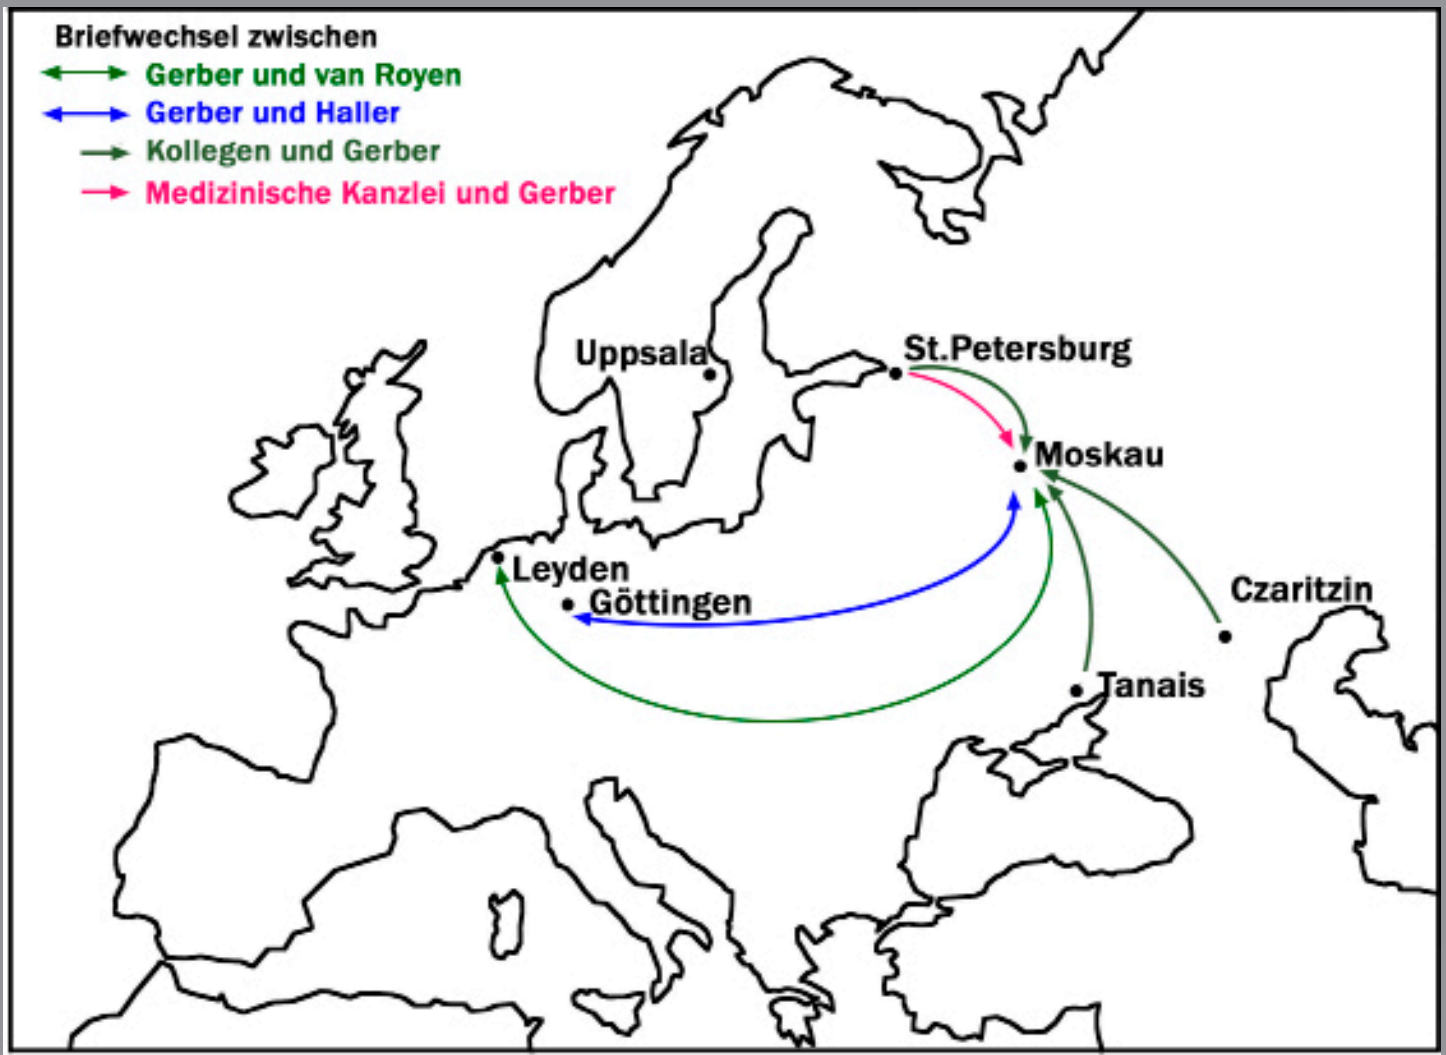 Briefwechsel zwischen
Gerber und van Royen
Gerber und Haller
Kollegen und Gerber
Medizinische Kanzlei und Gerber
Uppsala
St.Petersburg
Moskau
Leyden
Göttingen
Czaritzin
Tanais